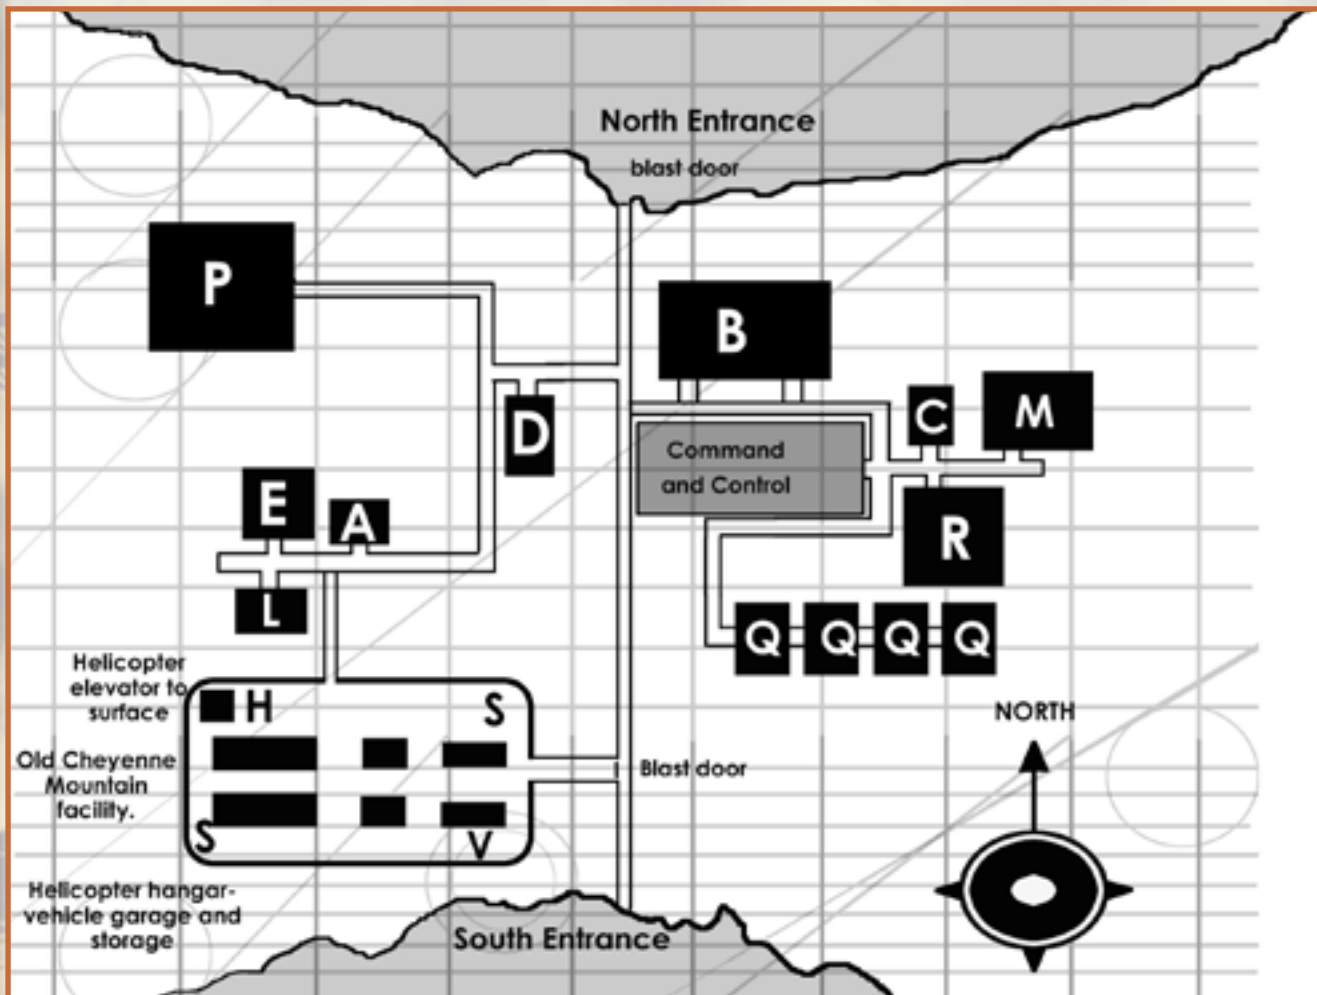 North Entrance
blast door
P
B
D
C
M
Command
and Control
E
A
R
L
Q Q Q Q
Helicopter
elevator to
surface
H
S
NORTH
Old Cheyenne
Mountain
facility.
Blast door
S
V
Helicopter hangar-
vehicle garage and
storage
South Entrance